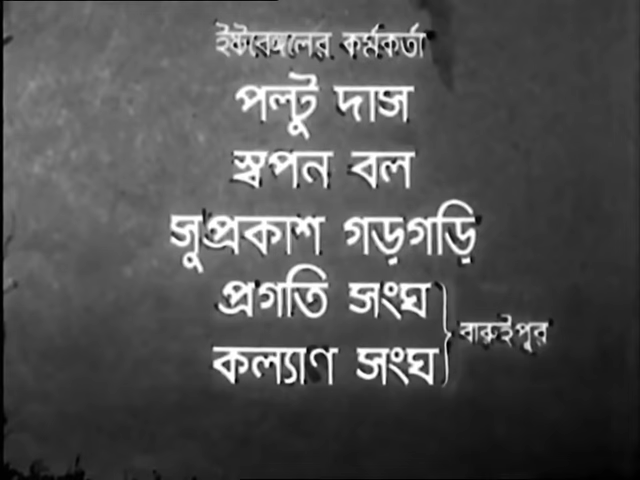 ইষ্টবেঙ্গলের কর্মকর্তা
পল্টু দাস
স্বপন বল
সুপ্রকাশ গড়গড়ি
প্রগতি সংঘ
কল্যাণ সংঘ
বারুইপুর